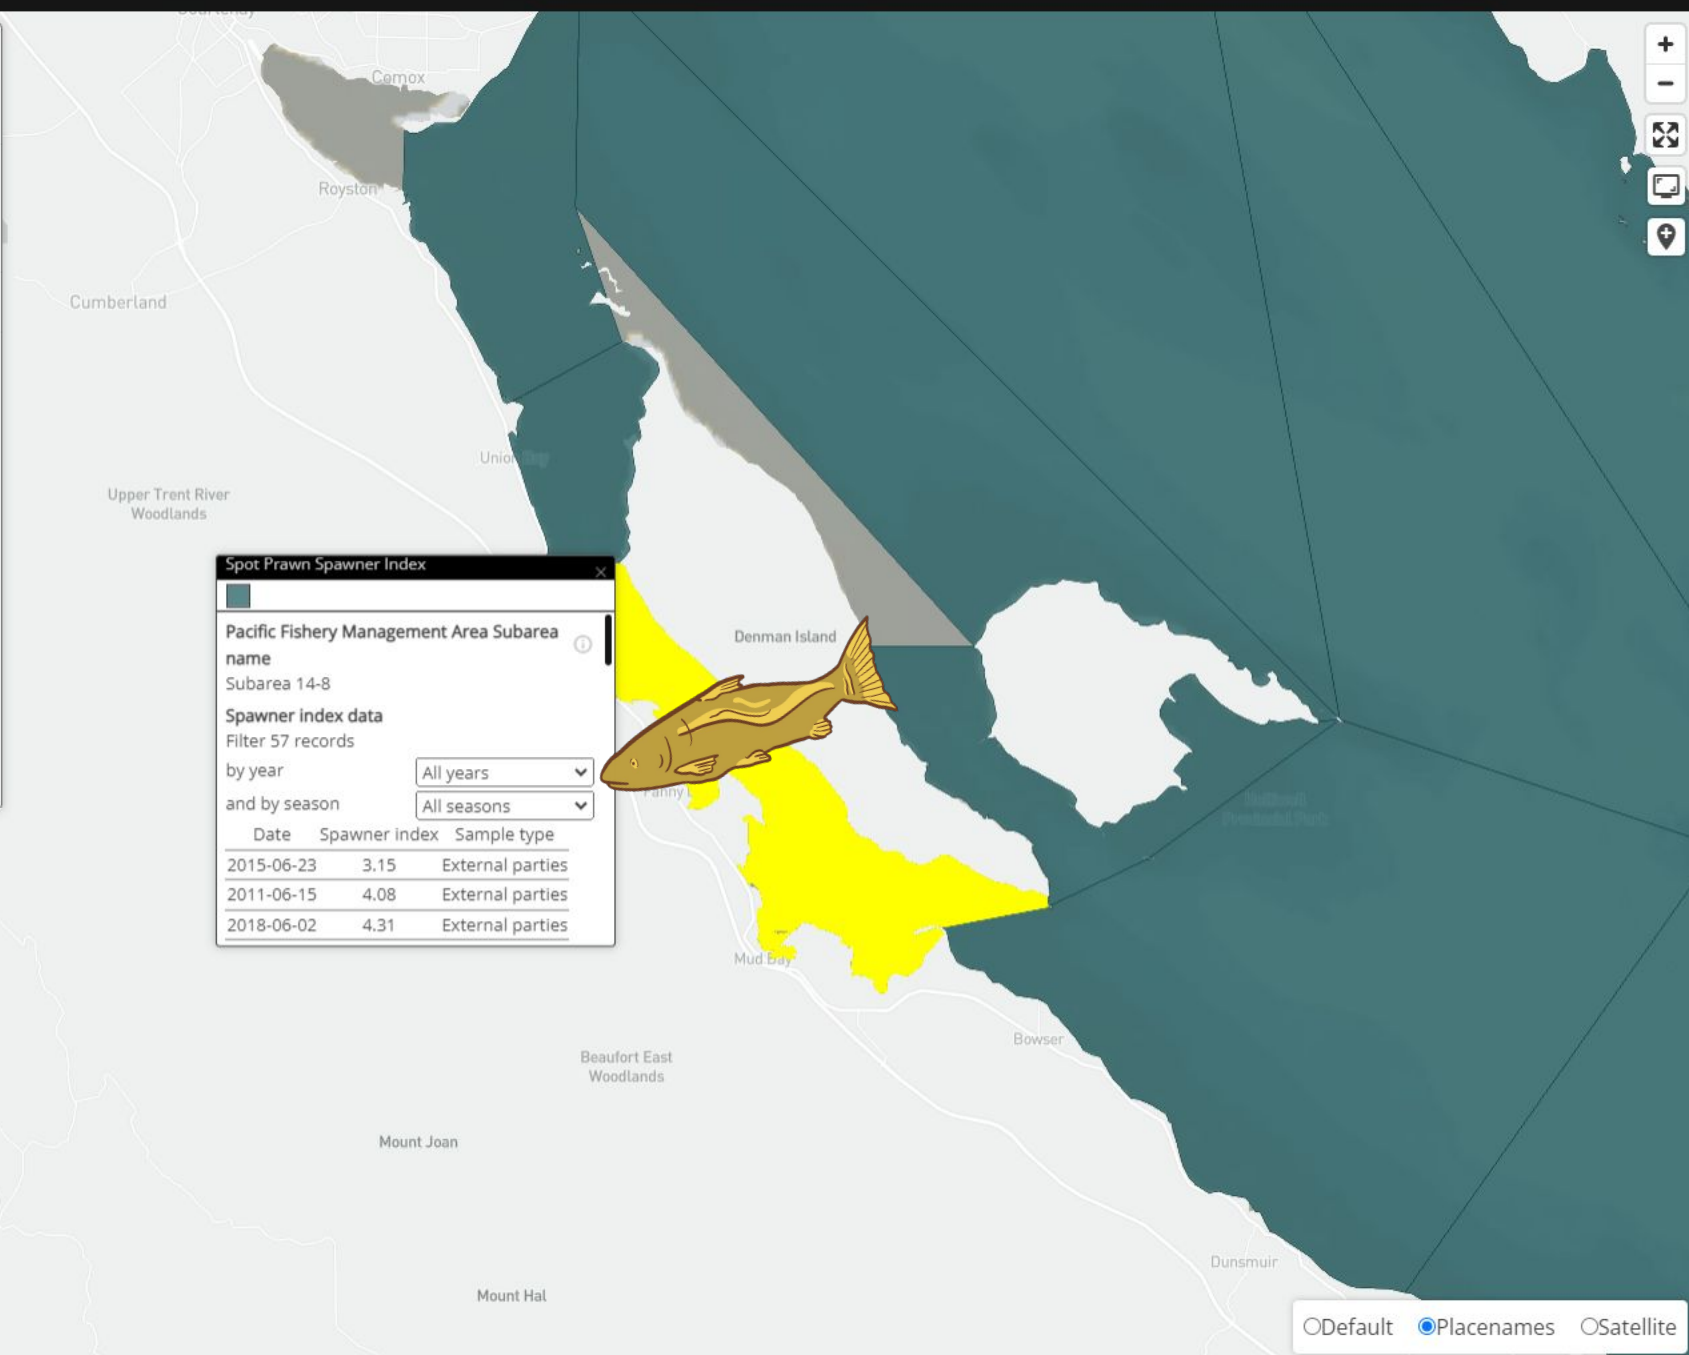 Comox
Royston
Cumberland
Union Bay
Upper Trent River
Woodlands
Denman Island
Spot Prawn Spawner Index
Pacific Fishery Management Area Subarea
name
Subarea 14-8
Spawner index data
Filter 57 records
by year All years
and by season All seasons
Date Spawner index Sample type
2015-06-23 3.15 External parties
2011-06-15 4.08 External parties
2018-06-02 4.31 External parties
Fanny
Mud Bay
Bowser
Beaufort East
Woodlands
Mount Joan
Dunsmuir
Mount Hal
Default Placenames Satellite